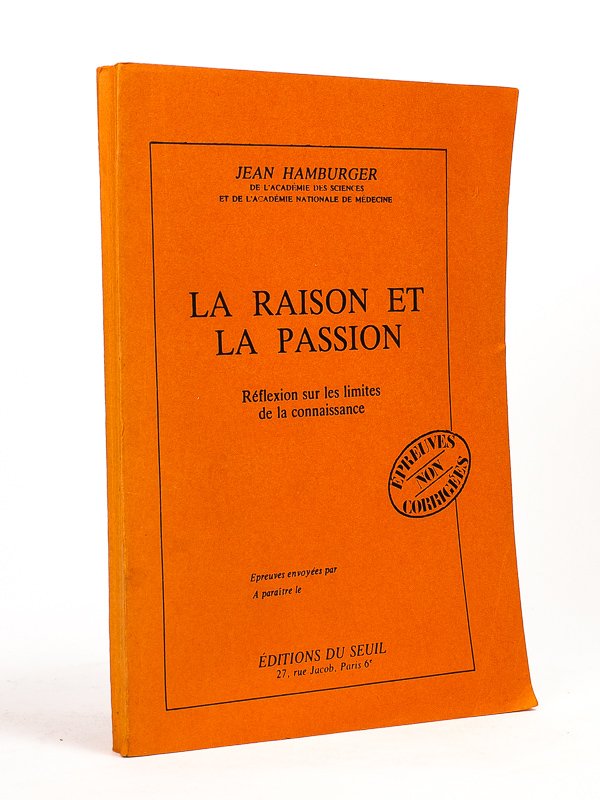 JEAN HAMBURGER
DE L'ACADÉMIE DES SCIENCES
ET DE L'ACADÉMIE NATIONALE DE MÉDECINE
LA RAISON ET
LA PASSION
Réflexion sur les limites
de la connaissance
ÉPREUVES
NON
CORRIGÉES
Epreuves envoyées par
A paraître le
ÉDITIONS DU SEUIL
27, rue Jacob, Paris 6e